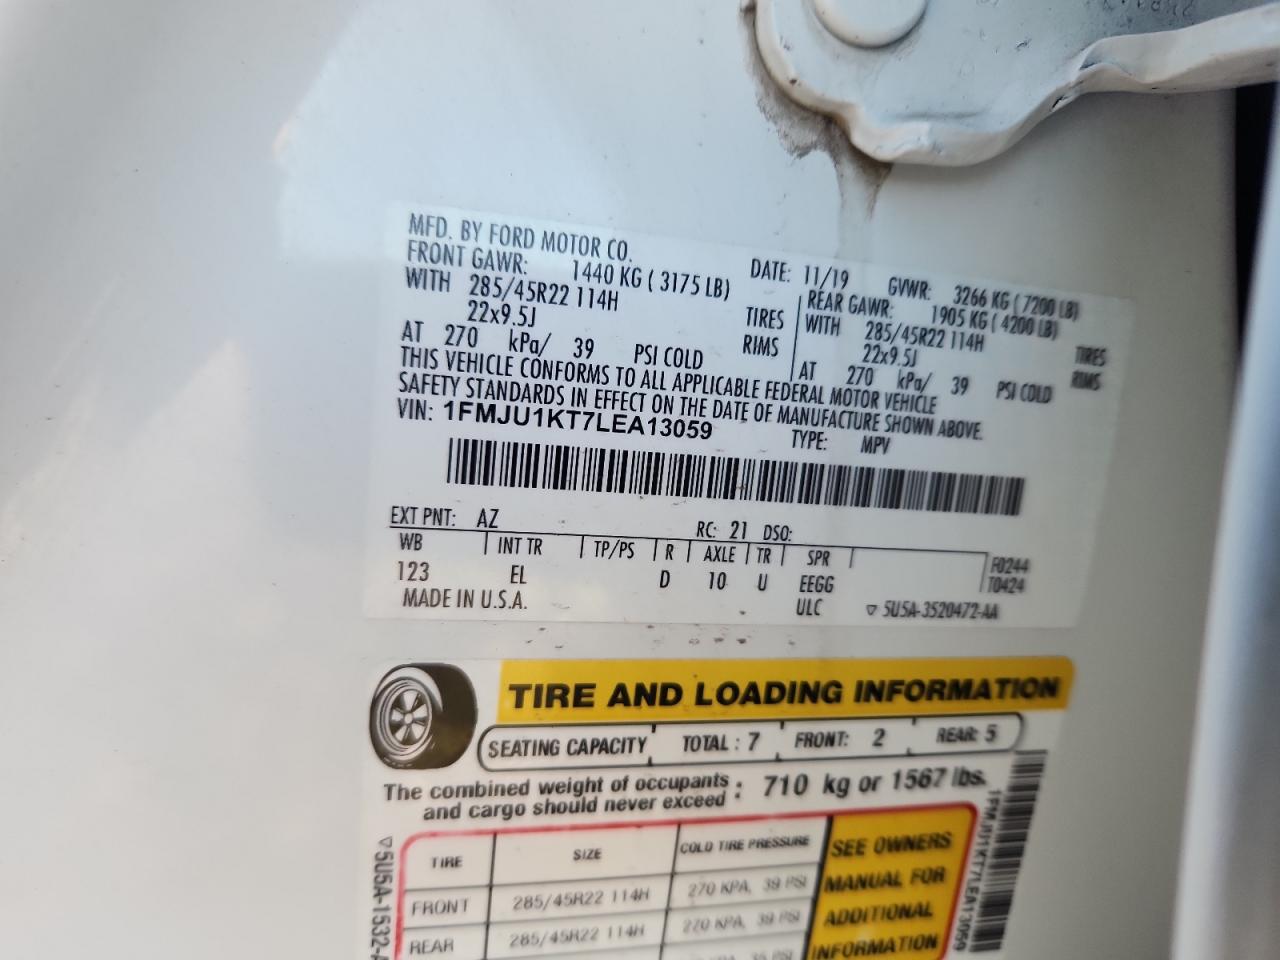 MFD. BY FORD MOTOR CO.
DATE: 11/19 GVWR: 3266 KG ( 7200 LB)
FRONT GAWR: 1440 KG ( 3175 LB)
WITH 285/45R22 114H TIRES
22x9.5J RIMS
AT 270 kPa/ 39 PSI COLD
REAR GAWR: 1905 KG ( 4200 LB)
WITH 285/45R22 114H TIRES
22x9.5J RIMS
AT 270 kPa/ 39 PSI COLD
THIS VEHICLE CONFORMS TO ALL APPLICABLE FEDERAL MOTOR VEHICLE
SAFETY STANDARDS IN EFFECT ON THE DATE OF MANUFACTURE SHOWN ABOVE.
VIN: 1FMJU1KT7LEA13059
TYPE: MPV
EXT PNT: AZ RC: 21 DSO:
WB INT TR TP/PS R AXLE TR SPR
123 EL D 10 U EEGG
F0244
T0424
MADE IN U.S.A. ULC ▽ 5U5A-3520472-AA
TIRE AND LOADING INFORMATION
SEATING CAPACITY TOTAL : 7 FRONT: 2 REAR: 5
The combined weight of occupants
and cargo should never exceed : 710 kg or 1567 lbs.
TIRE SIZE COLD TIRE PRESSURE
FRONT 285/45R22 114H 270 KPA, 39 PSI
REAR 285/45R22 114H 270 KPA, 39 PSI
SEE OWNERS
MANUAL FOR
ADDITIONAL
INFORMATION
▽5U5A-1532-A
1FMJU1KT7LEA13059